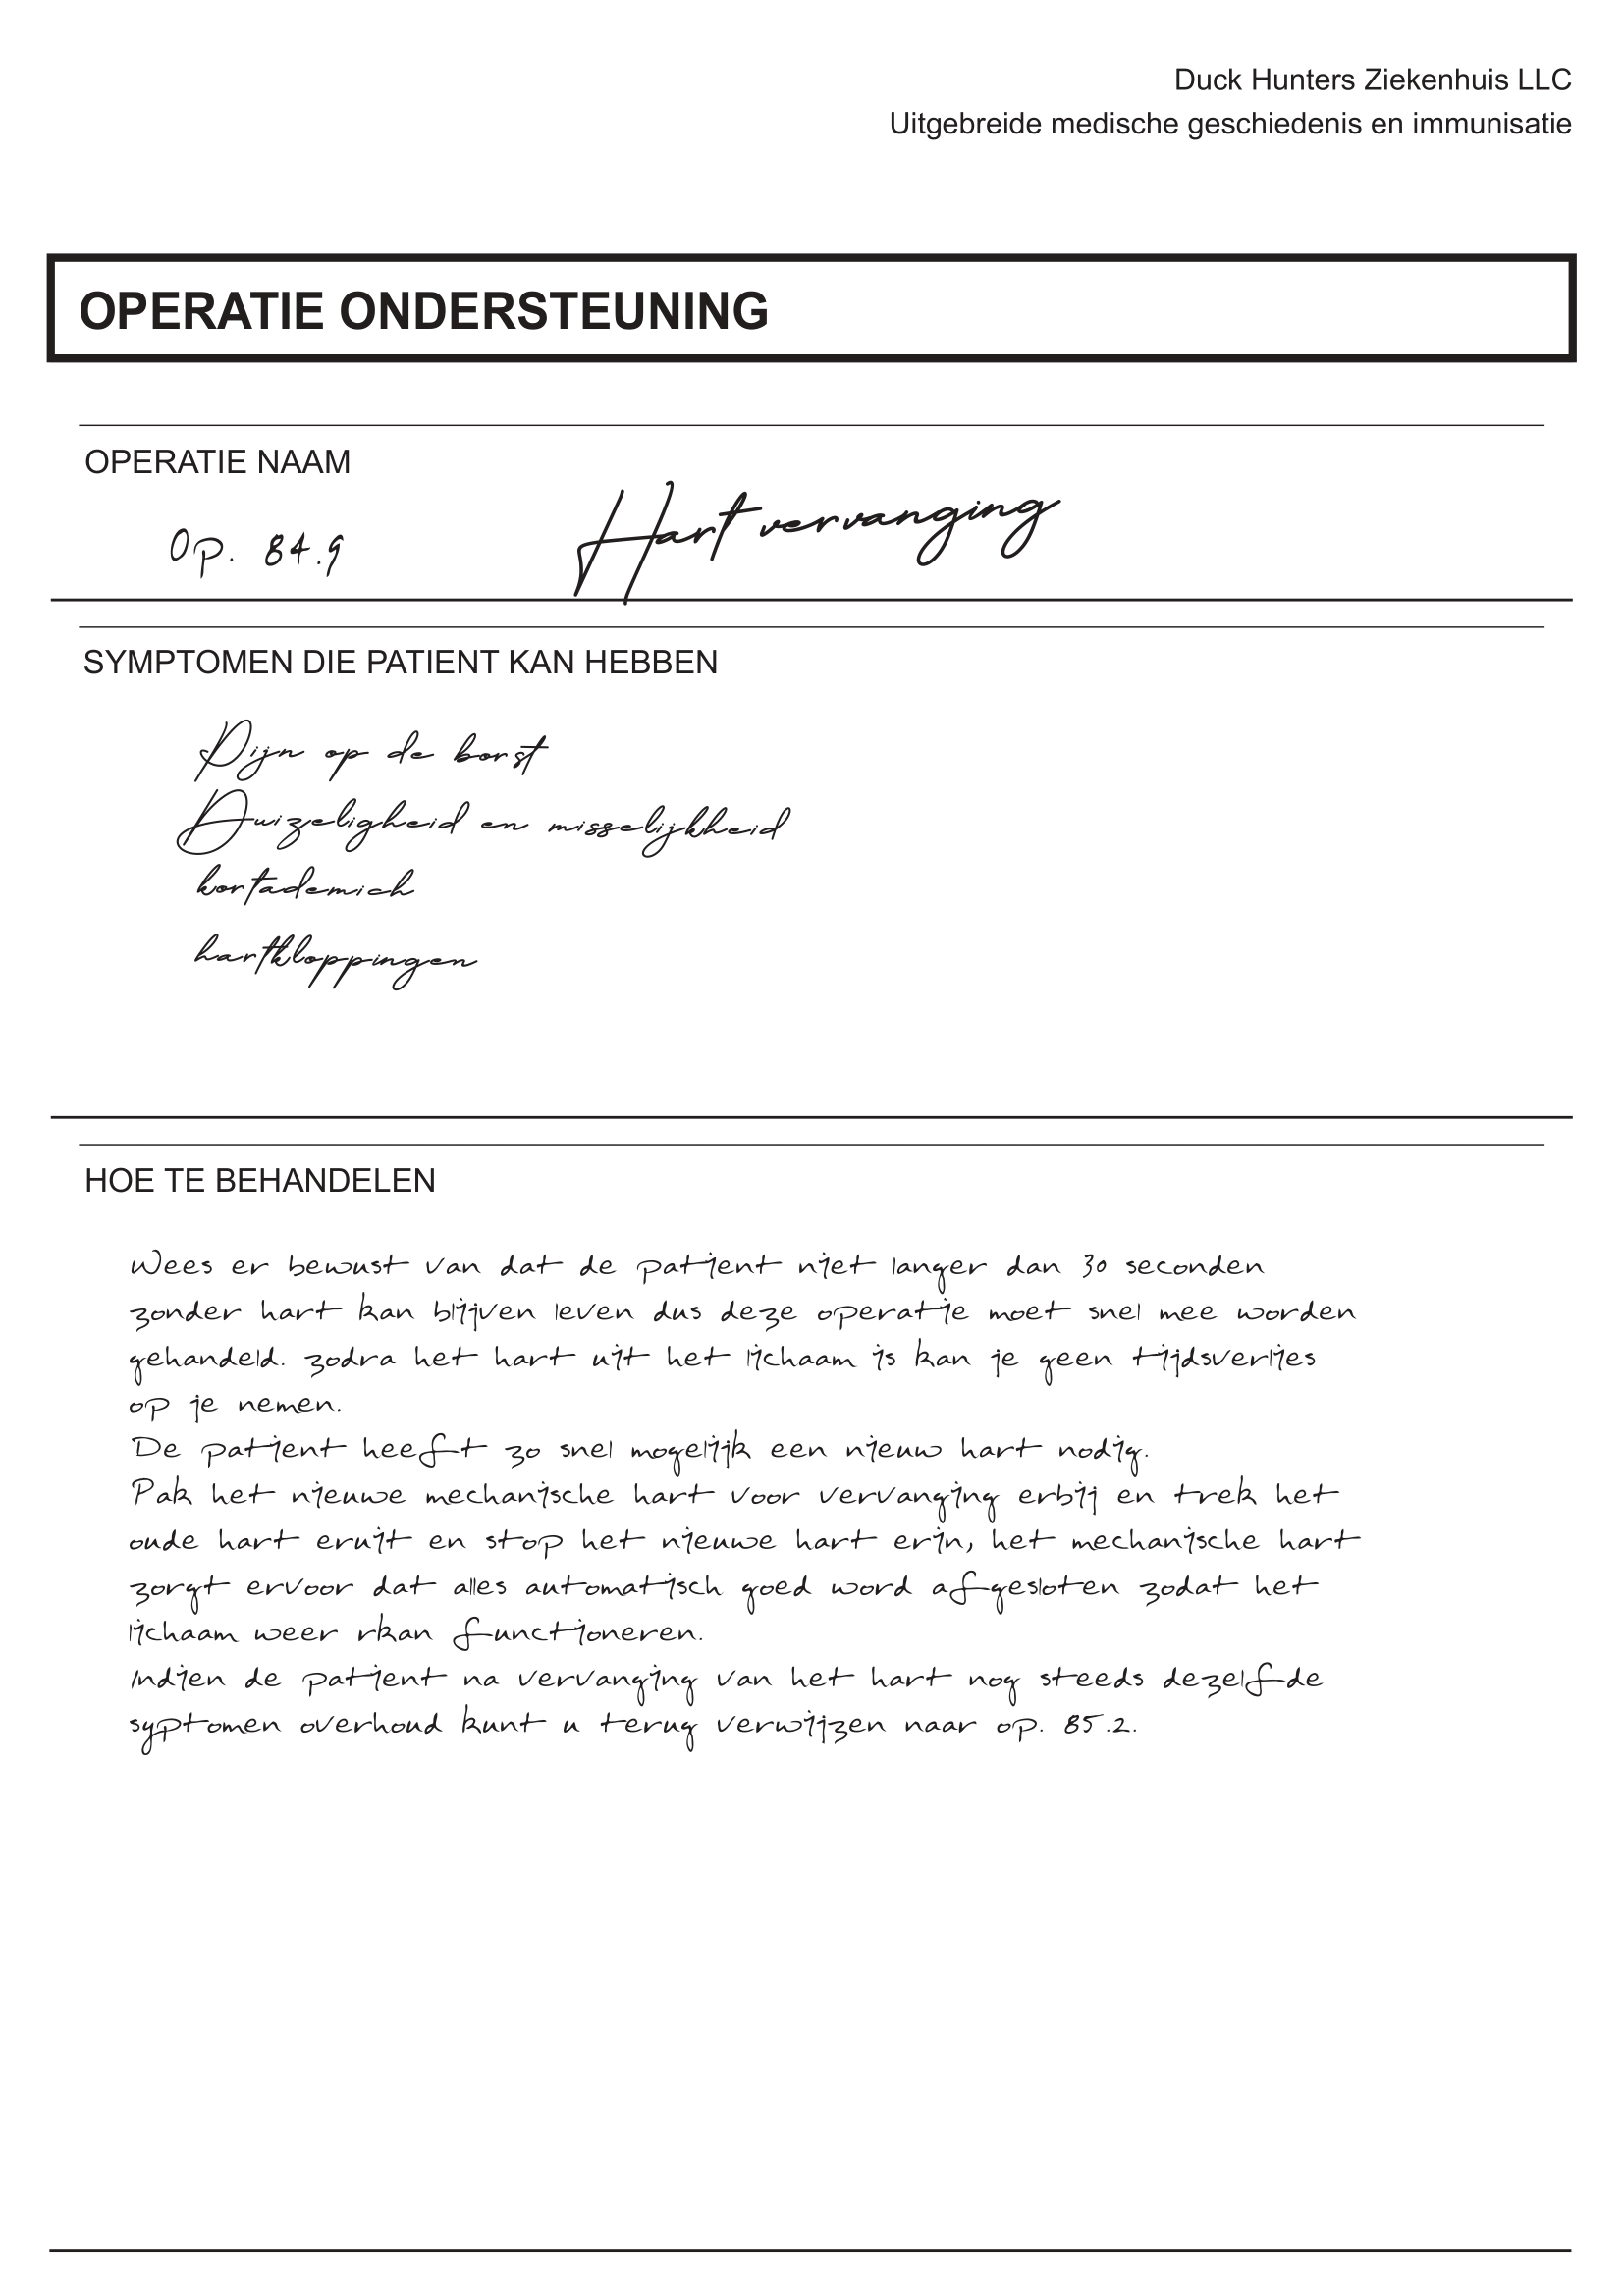 Duck Hunters Ziekenhuis LLC
Uitgebreide medische geschiedenis en immunisatie
OPERATIE ONDERSTEUNING
OPERATIE NAAM
Op. 84.9 Hart vervanging
SYMPTOMEN DIE PATIENT KAN HEBBEN
Pijn op de borst
Duizeligheid en misselijkheid
kortademich
hartkloppingen
HOE TE BEHANDELEN
Wees er bewust van dat de patient niet langer dan 30 seconden
zonder hart kan blijven leven dus deze operatie moet snel mee worden
gehandeld. zodra het hart uit het lichaam is kan je geen tijdsverlies
op je nemen.
De patient heeft zo snel mogelijk een nieuw hart nodig.
Pak het nieuwe mechanische hart voor vervanging erbij en trek het
oude hart eruit en stop het nieuwe hart erin, het mechanische hart
zorgt ervoor dat alles automatisch goed word afgesloten zodat het
lichaam weer rkan functioneren.
Indien de patient na vervanging van het hart nog steeds dezelfde
syptomen overhoud kunt u terug verwijzen naar op. 85.2.